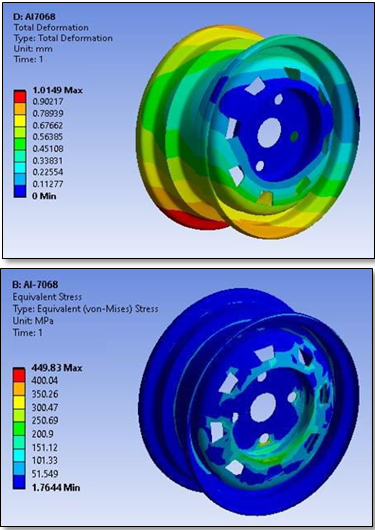 D: Al7068
Total Deformation
Type: Total Deformation
Unit: mm
Time: 1
1.0149 Max
0.90217
0.78939
0.67662
0.56385
0.45108
0.33831
0.22554
0.11277
0 Min
B: Al-7068
Equivalent Stress
Type: Equivalent (von-Mises) Stress
Unit: MPa
Time: 1
449.83 Max
400.04
350.26
300.47
250.69
200.9
151.12
101.33
51.549
1.7644 Min